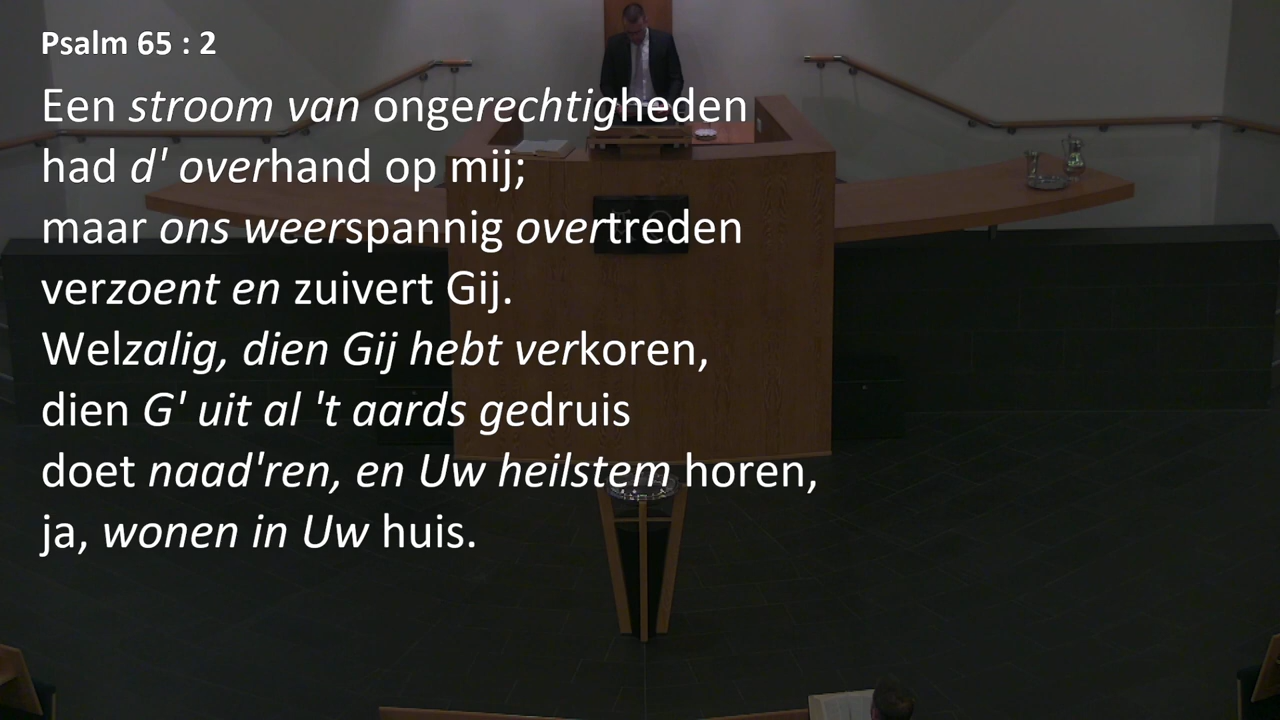 Psalm 65 : 2
Een stroom van ongerechtigheden
had d' overhand op mij;
maar ons weerspannig overtreden
verzoent en zuivert Gij.
Welzalig, dien Gij hebt verkoren,
dien G' uit al 't aards gedruis
doet naad'ren, en Uw heilstem horen,
ja, wonen in Uw huis.